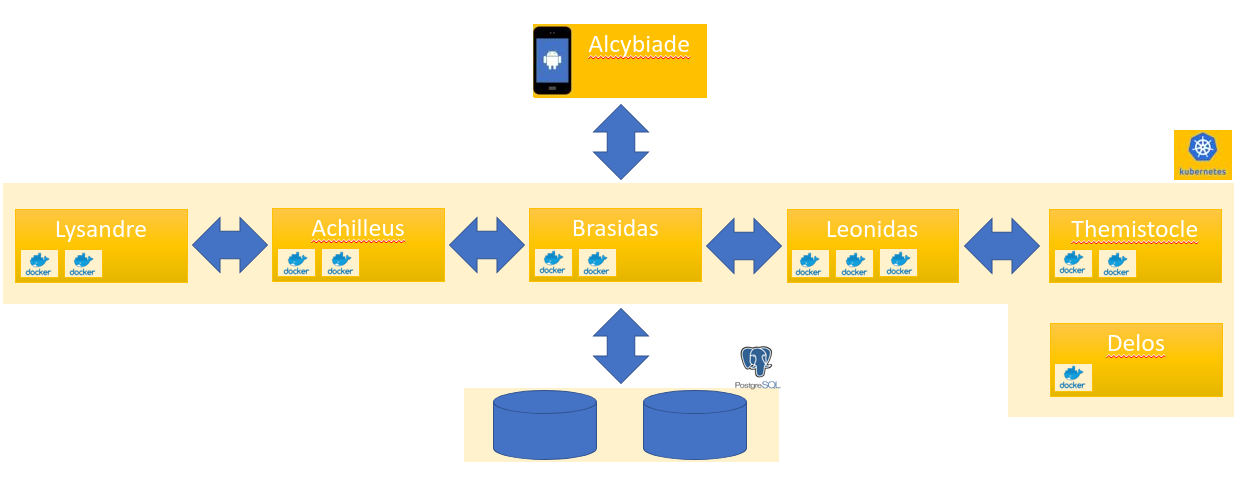 Alcybiade
kubernetes
Lysandre
docker docker
Achilleus
docker docker
Brasidas
docker docker
Leonidas
docker docker docker
Themistocle
docker docker
Delos
docker
PostgreSQL